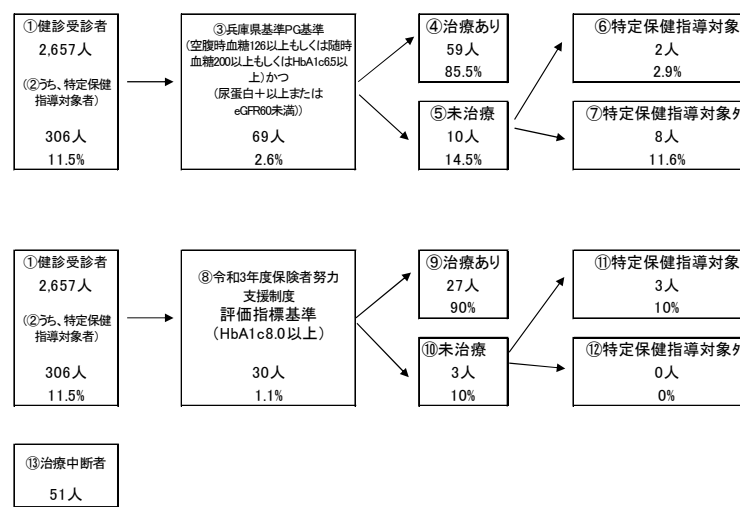 ①健診受診者
2,657人
(②うち、特定保健
指導対象者)
306人
11.5%
③兵庫県基準PG基準
(空腹時血糖126以上もしくは随時
血糖200以上もしくはHbA1c6.5以
上)かつ
(尿蛋白+以上または
eGFR60未満))
69人
2.6%
④治療あり
59人
85.5%
⑤未治療
10人
14.5%
⑥特定保健指導対象
2人
2.9%
⑦特定保健指導対象外
8人
11.6%
①健診受診者
2,657人
(②うち、特定保健
指導対象者)
306人
11.5%
⑧令和3年度保険者努力
支援制度
評価指標基準
(HbA1c8.0以上)
30人
1.1%
⑨治療あり
27人
90%
⑩未治療
3人
10%
⑪特定保健指導対象
3人
10%
⑫特定保健指導対象外
0人
0%
⑬治療中断者
51人